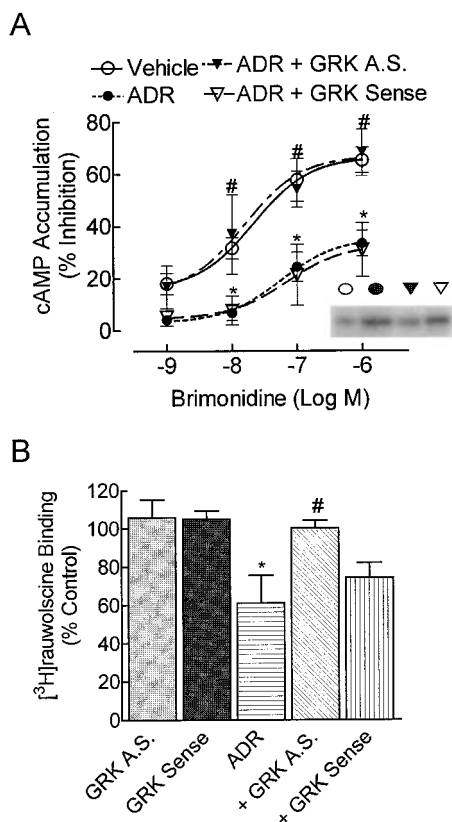 A
Vehicle ADR + GRK A.S.
ADR ADR + GRK Sense
cAMP Accumulation
(% Inhibition)
80
60
40
20
0
# # #
* * *
-9 -8 -7 -6
Brimonidine (Log M)
B
[³H]rauwolscine Binding
(% Control)
120
100
80
60
40
20
0
* #
GRK A.S.
GRK Sense
ADR
+ GRK A.S.
+ GRK Sense